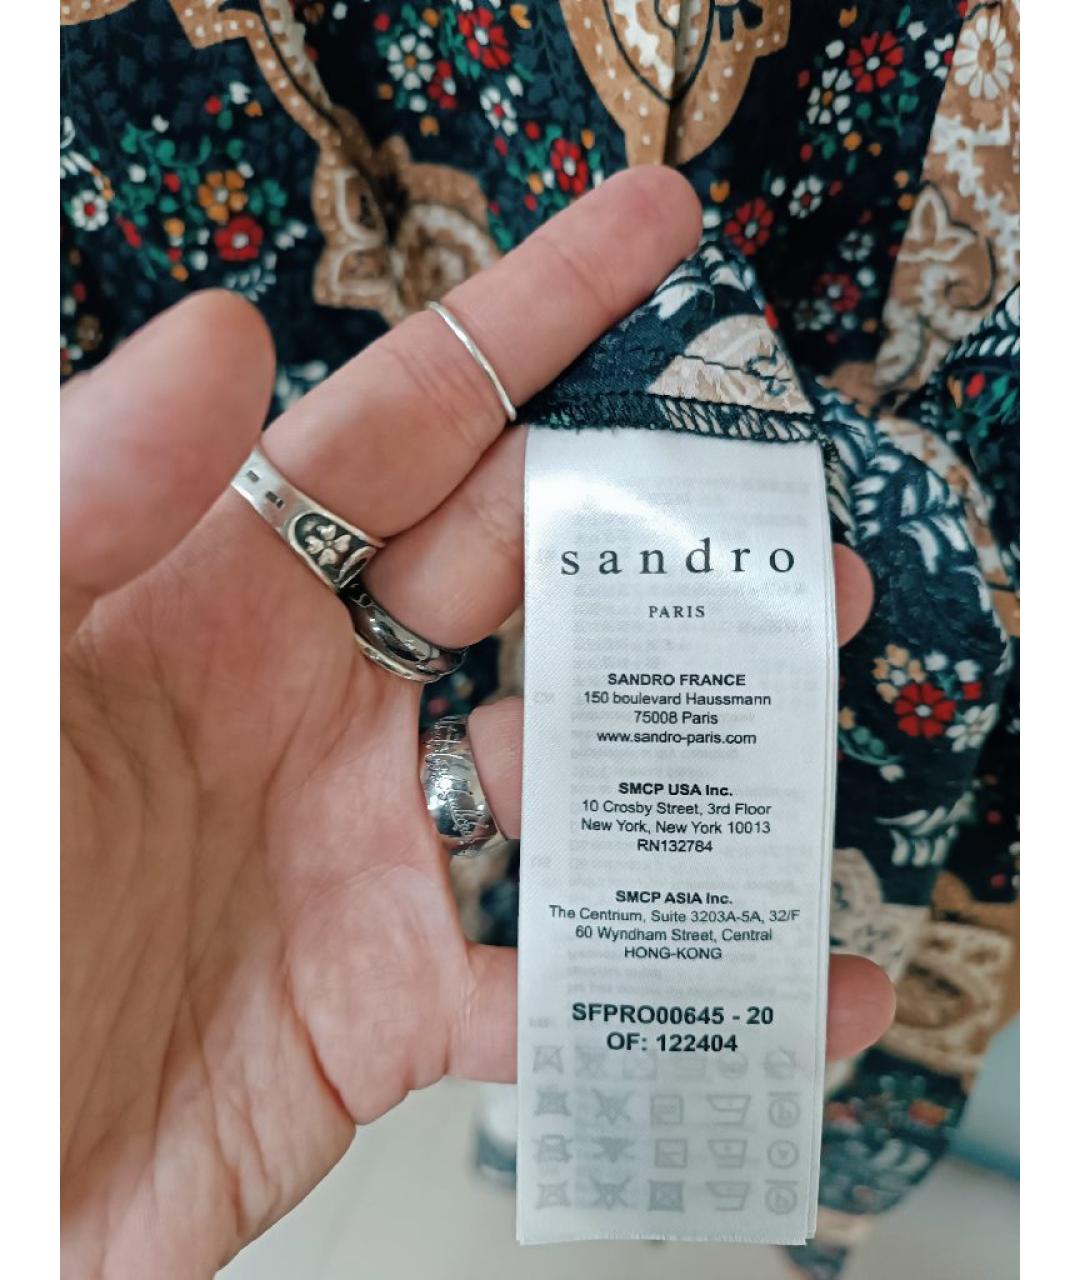 sandro
PARIS
SANDRO FRANCE
150 boulevard Haussmann
75008 Paris
www.sandro-paris.com
SMCP USA Inc.
10 Crosby Street, 3rd Floor
New York, New York 10013
RN132784
SMCP ASIA Inc.
The Centrium, Suite 3203A-5A, 32/F
60 Wyndham Street, Central
HONG-KONG
SFPRO00645 - 20
OF: 122404